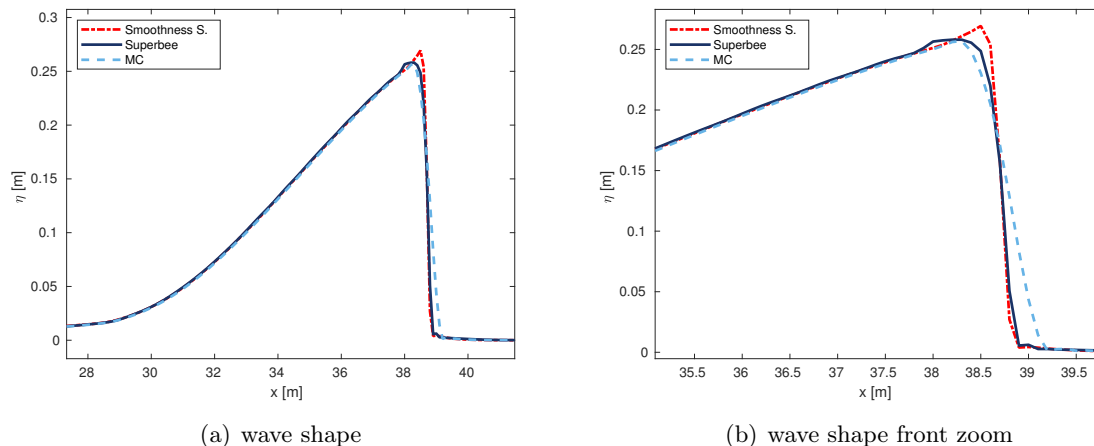 0.3
0.25
0.2
0.15
0.1
0.05
0
η [m]
Smoothness S.
Superbee
MC
28 30 32 34 36 38 40
x [m]
(a) wave shape
0.25
0.2
0.15
0.1
0.05
0
η [m]
Smoothness S.
Superbee
MC
35.5 36 36.5 37 37.5 38 38.5 39 39.5
x [m]
(b) wave shape front zoom